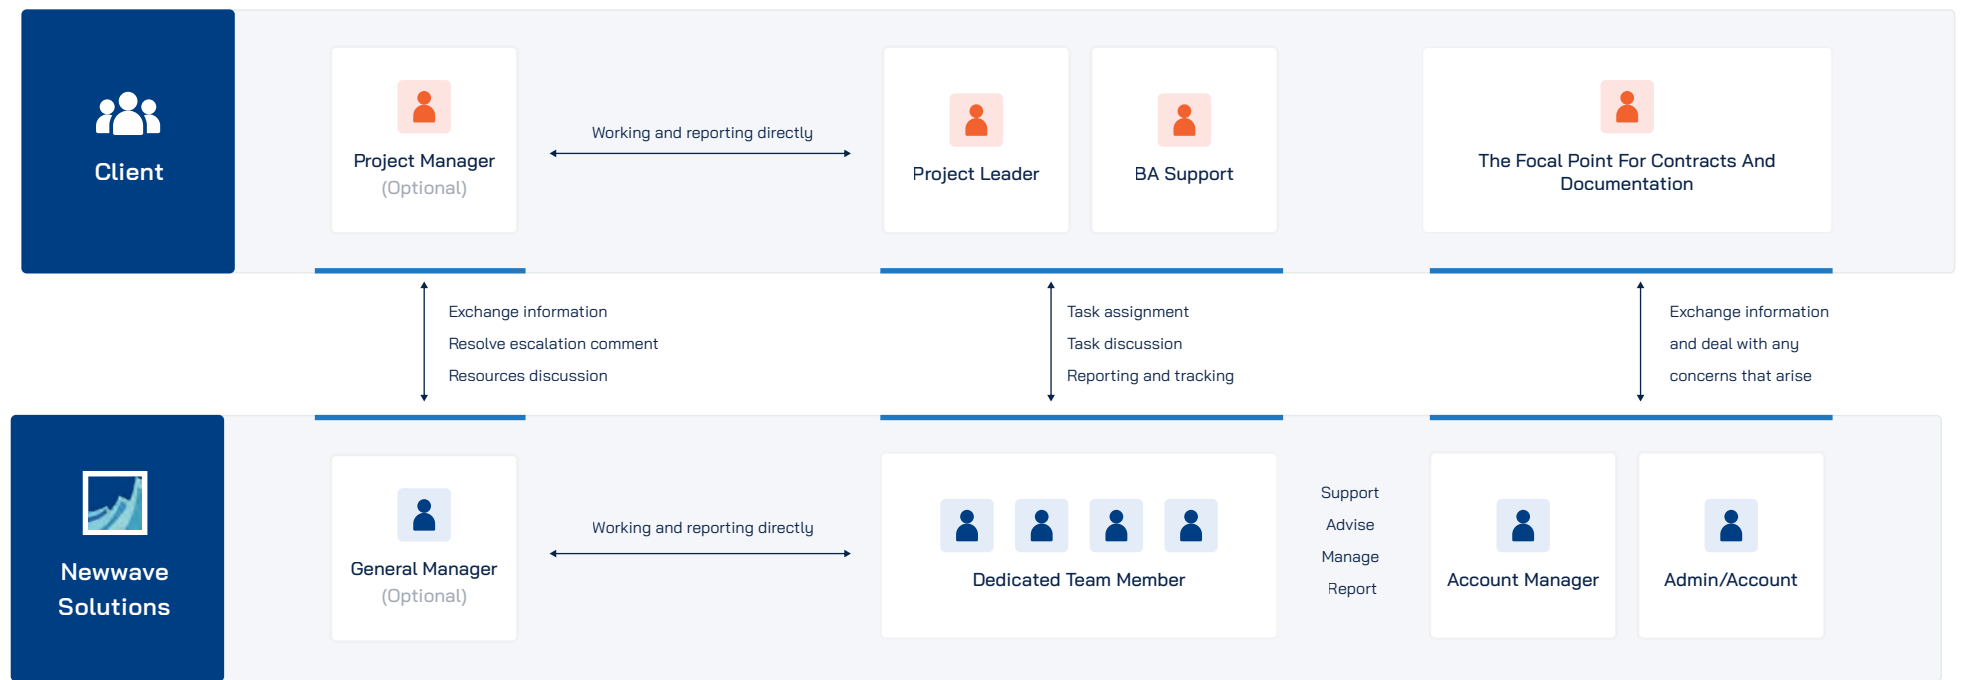 Client
Project Manager
(Optional)
Working and reporting directly
Project Leader
BA Support
The Focal Point For Contracts And
Documentation
Exchange information
Resolve escalation comment
Resources discussion
Task assignment
Task discussion
Reporting and tracking
Exchange information
and deal with any
concerns that arise
Newwave
Solutions
General Manager
(Optional)
Working and reporting directly
Dedicated Team Member
Support
Advise
Manage
Report
Account Manager
Admin/Account